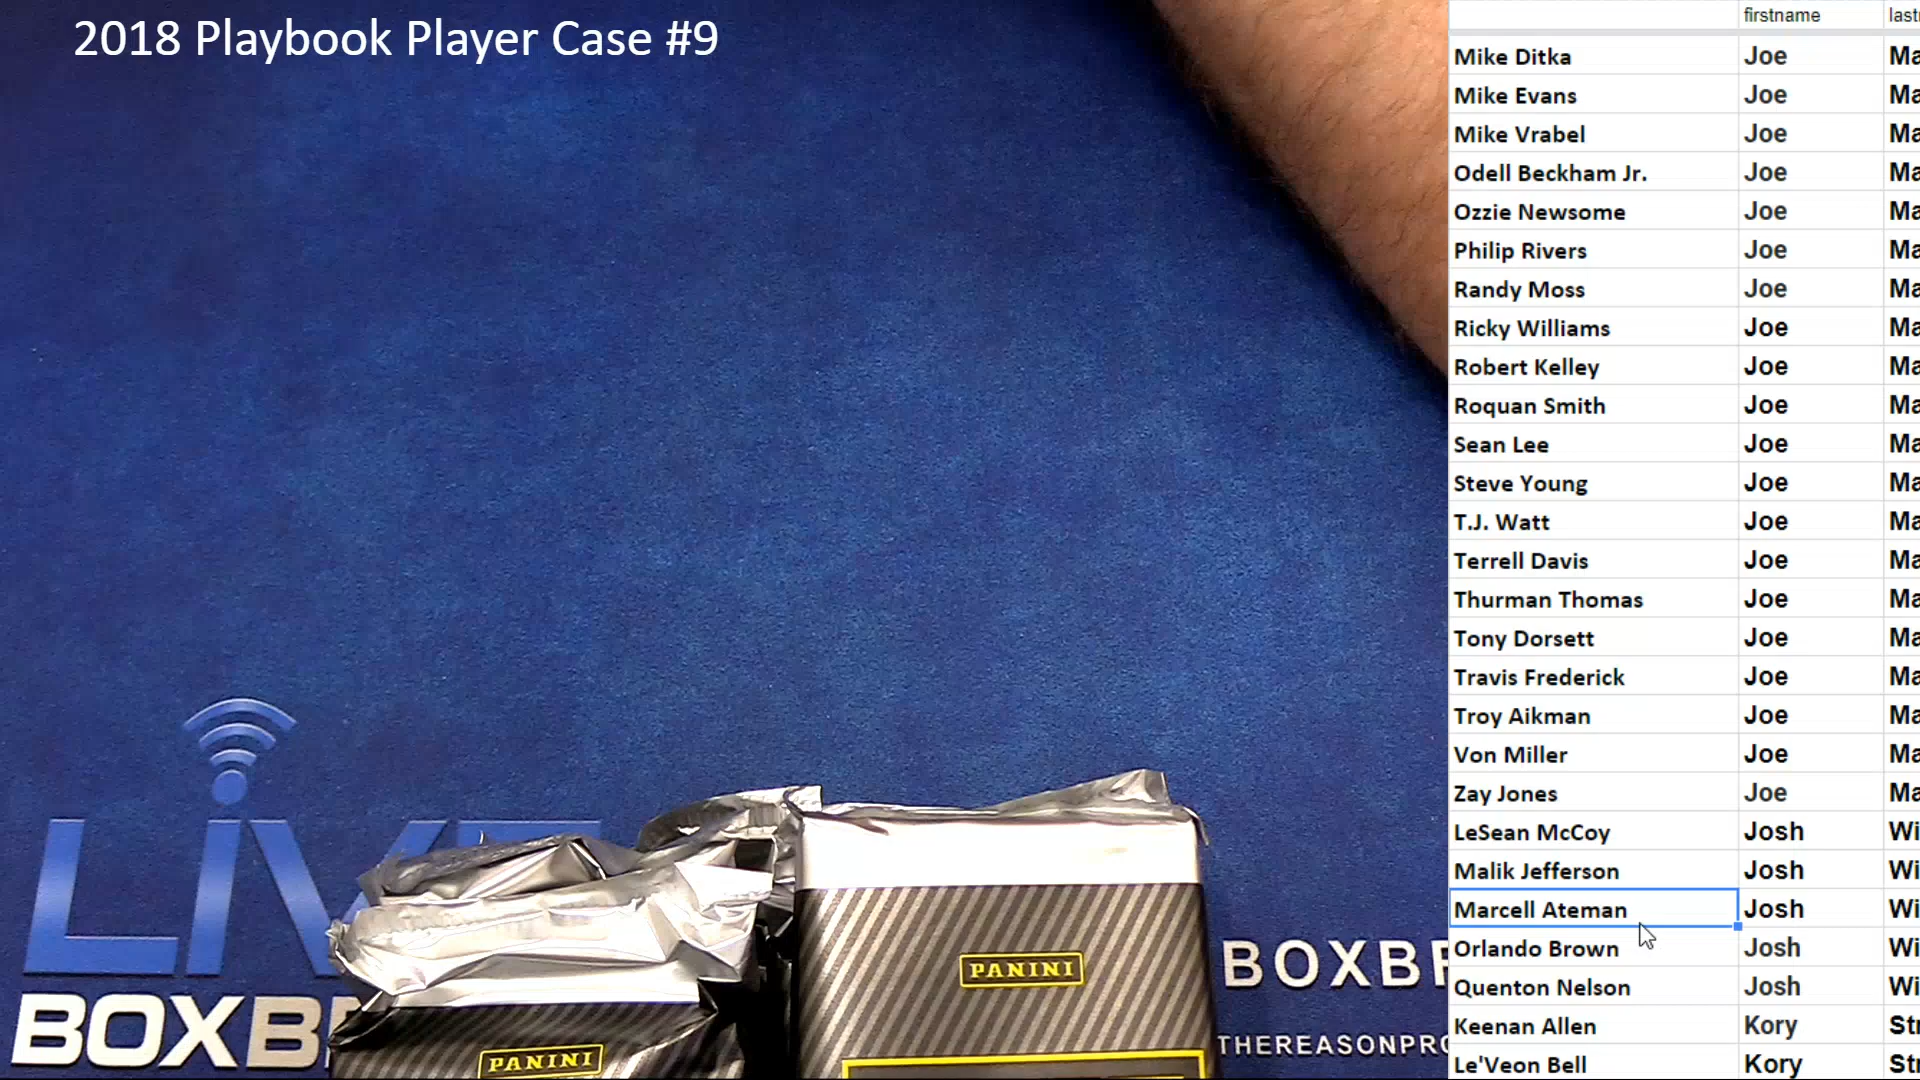 2018 Playbook Player Case #9
firstname
Mike Ditka Joe
Mike Evans Joe
Mike Vrabel Joe
Odell Beckham Jr. Joe
Ozzie Newsome Joe
Philip Rivers Joe
Randy Moss Joe
Ricky Williams Joe
Robert Kelley Joe
Roquan Smith Joe
Sean Lee Joe
Steve Young Joe
T.J. Watt Joe
Terrell Davis Joe
Thurman Thomas Joe
Tony Dorsett Joe
Travis Frederick Joe
Troy Aikman Joe
Von Miller Joe
Zay Jones Joe
LeSean McCoy Josh
Malik Jefferson Josh
Marcell Ateman Josh
Orlando Brown Josh
Quenton Nelson Josh
Keenan Allen Kory
Le'Veon Bell Kory
LIVE
BOXB
PANINI
PANINI
BOXB
THEREASONPRO